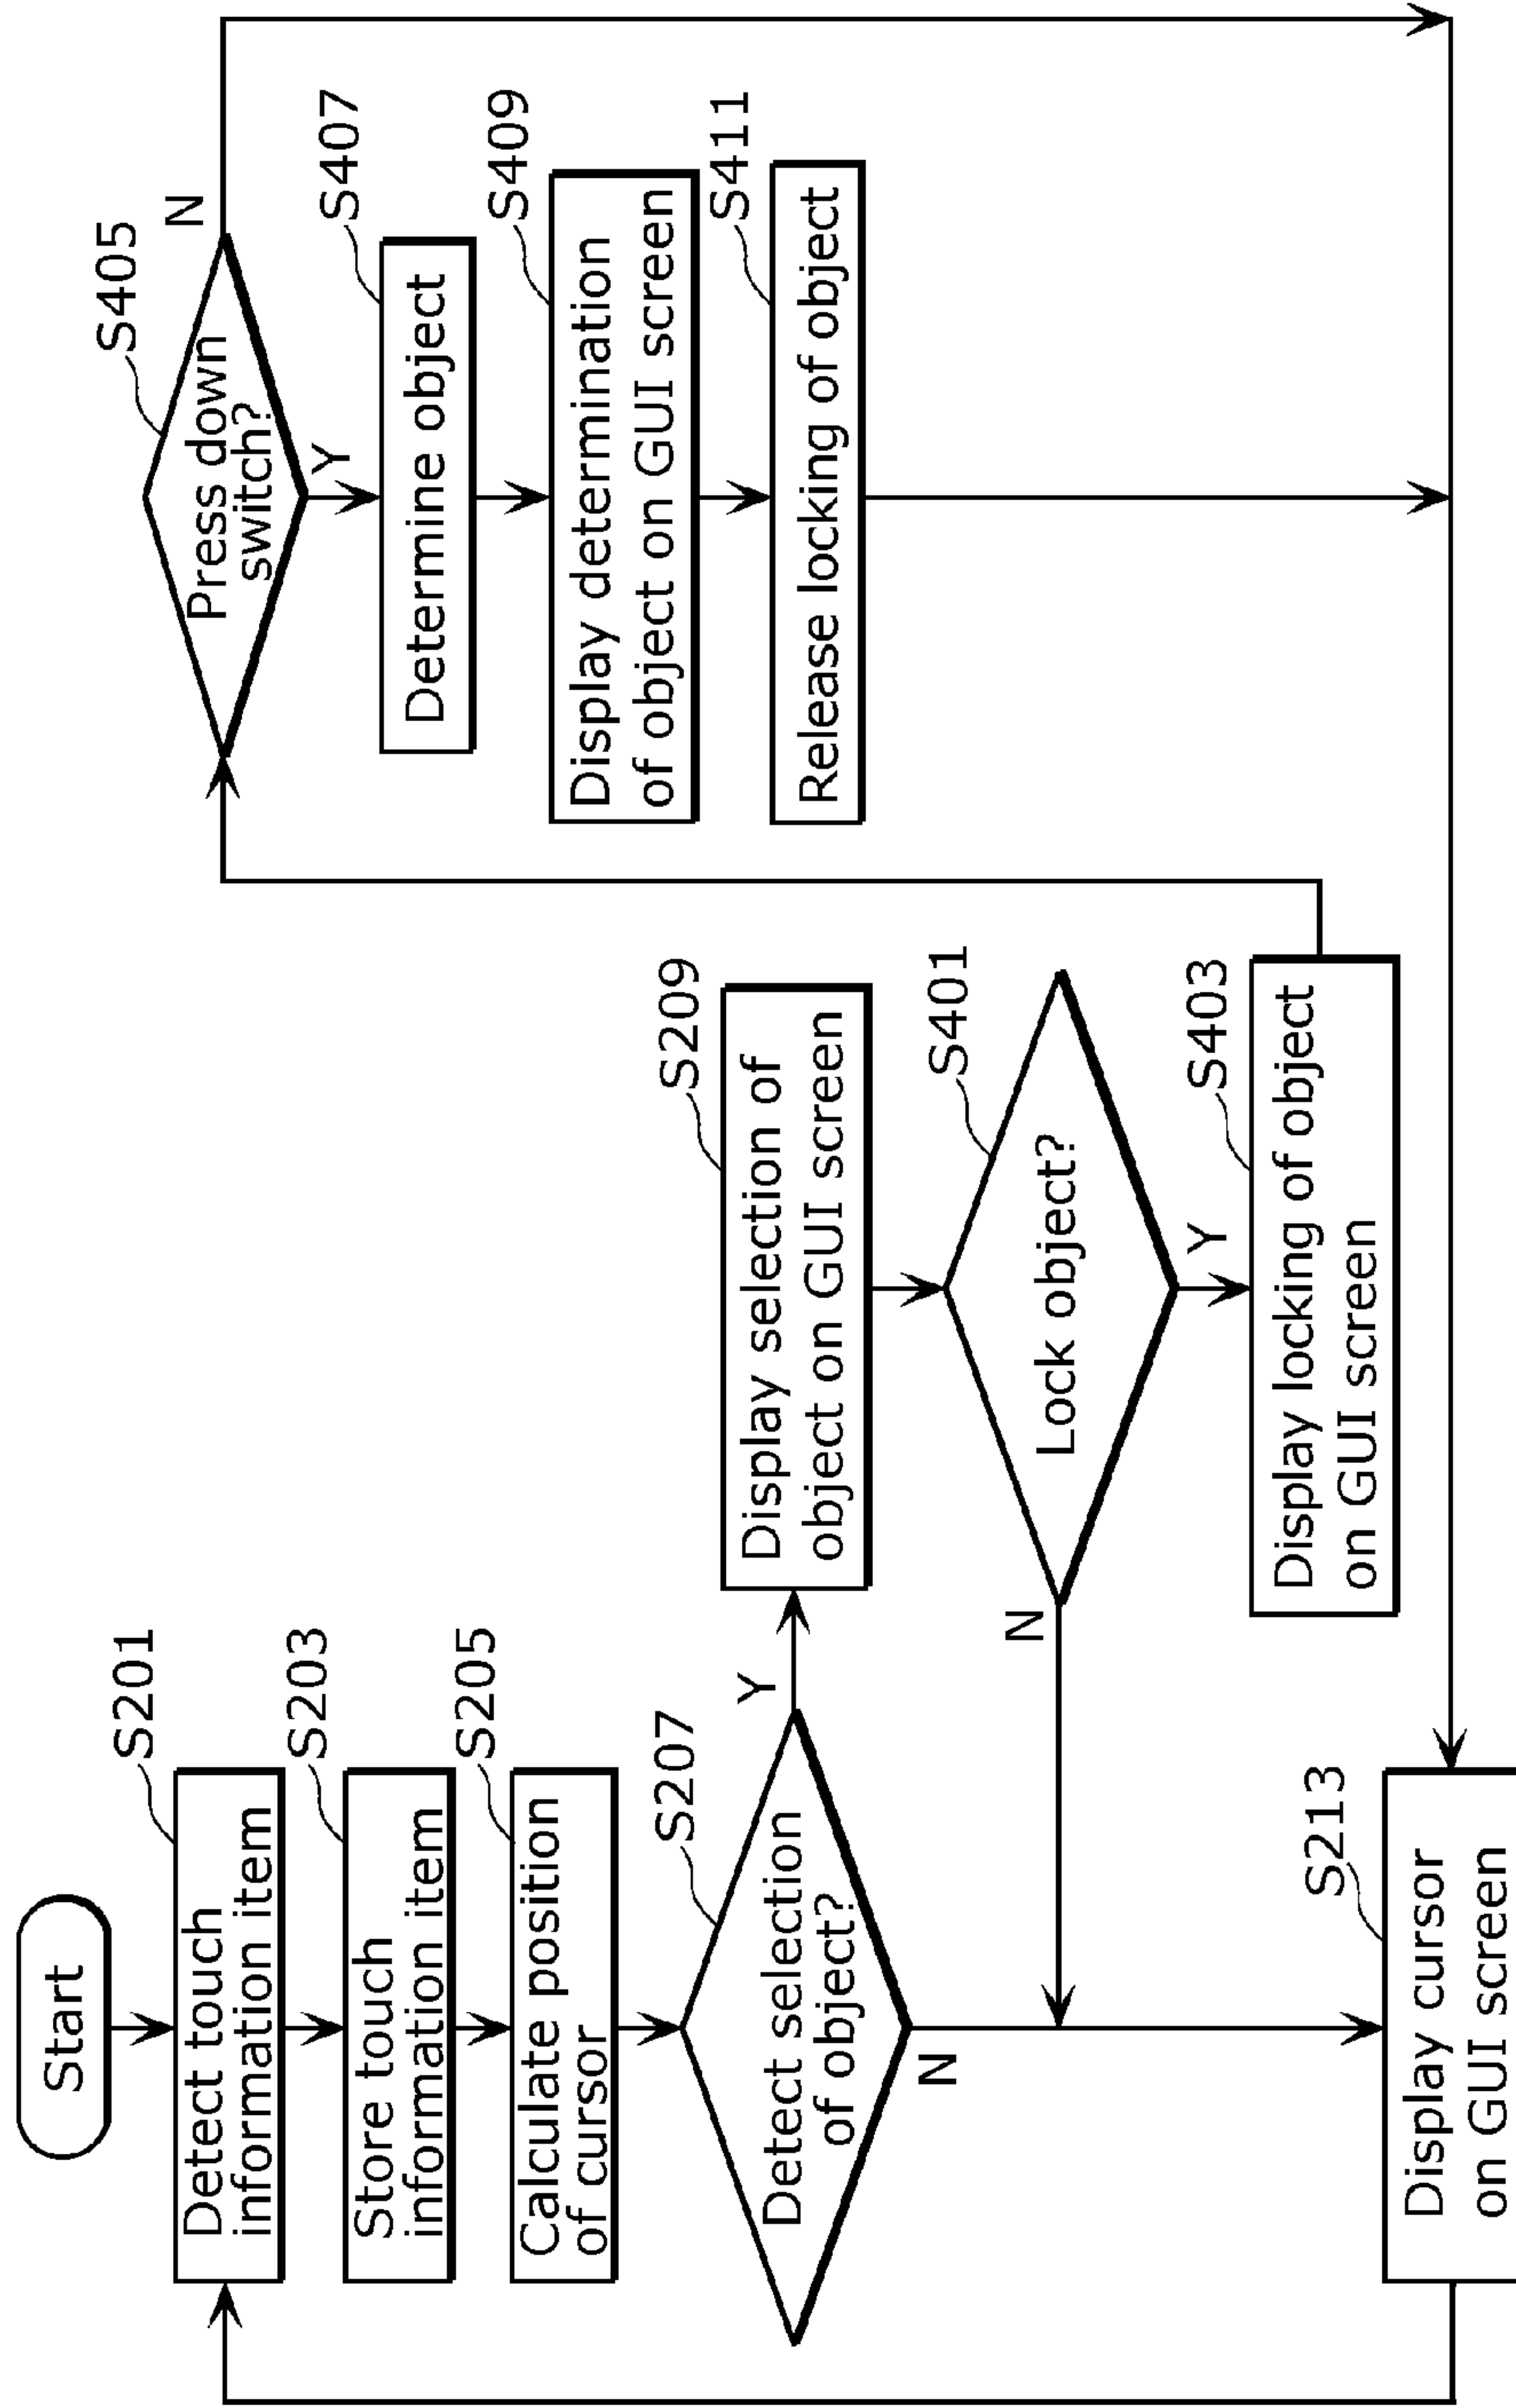 Start
S201
Detect touch
information item
S203
Store touch
information item
S205
Calculate position
of cursor
S207
Detect selection
of object?
Y
N
S209
Display selection of
object on GUI screen
S401
Lock object?
N
Y
S403
Display locking of object
on GUI screen
S405
Press down
switch?
N
Y
S407
Determine object
S409
Display determination
of object on GUI screen
S411
Release locking of object
S213
Display cursor
on GUI screen